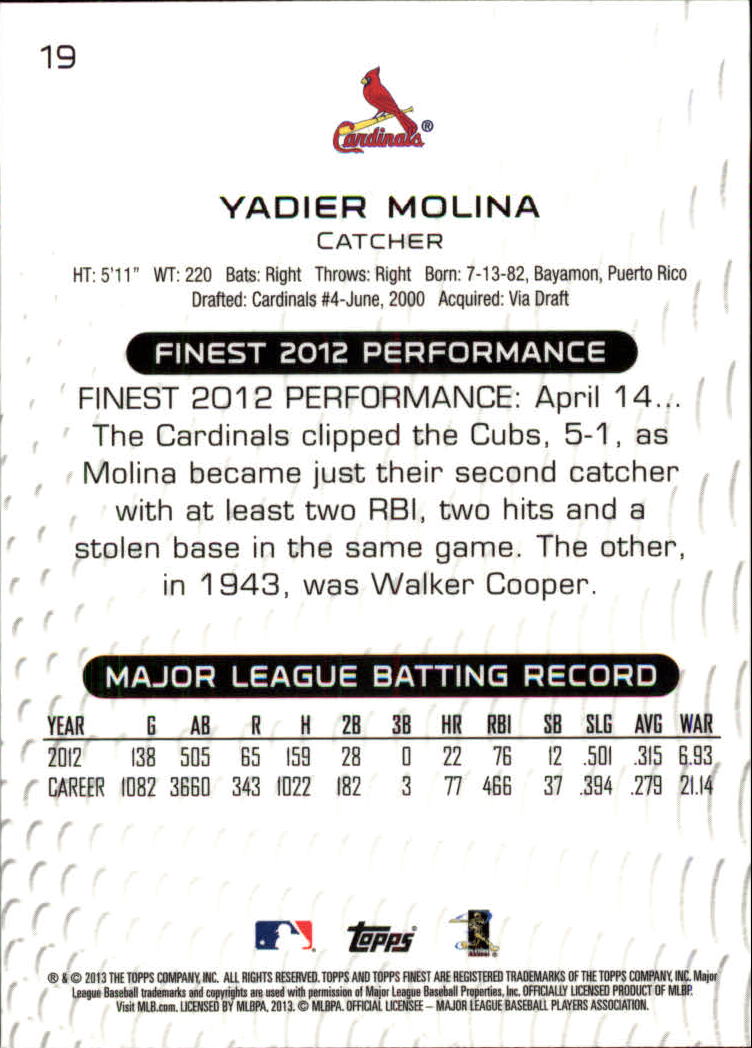 19
Cardinals®
YADIER MOLINA
CATCHER
HT: 5'11" WT: 220 Bats: Right Throws: Right Born: 7-13-82, Bayamon, Puerto Rico
Drafted: Cardinals #4-June, 2000 Acquired: Via Draft
FINEST 2012 PERFORMANCE
FINEST 2012 PERFORMANCE: April 14...
The Cardinals clipped the Cubs, 5-1, as
Molina became just their second catcher
with at least two RBI, two hits and a
stolen base in the same game. The other,
in 1943, was Walker Cooper.
MAJOR LEAGUE BATTING RECORD
YEAR G AB R H 2B 3B HR RBI SB SLG AVG WAR
2012 138 505 65 159 28 0 22 76 12 .501 .315 6.93
CAREER 1082 3660 343 1022 182 3 77 466 37 .394 .279 21.14
TOPPS
® & © 2013 THE TOPPS COMPANY, INC. ALL RIGHTS RESERVED. TOPPS AND TOPPS FINEST ARE REGISTERED TRADEMARKS OF THE TOPPS COMPANY, INC. Major
League Baseball trademarks and copyrights are used with permission of Major League Baseball Properties, Inc. OFFICIALLY LICENSED PRODUCT OF MLBP.
Visit MLB.com. LICENSED BY MLBPA, 2013. © MLBPA. OFFICIAL LICENSEE – MAJOR LEAGUE BASEBALL PLAYERS ASSOCIATION.